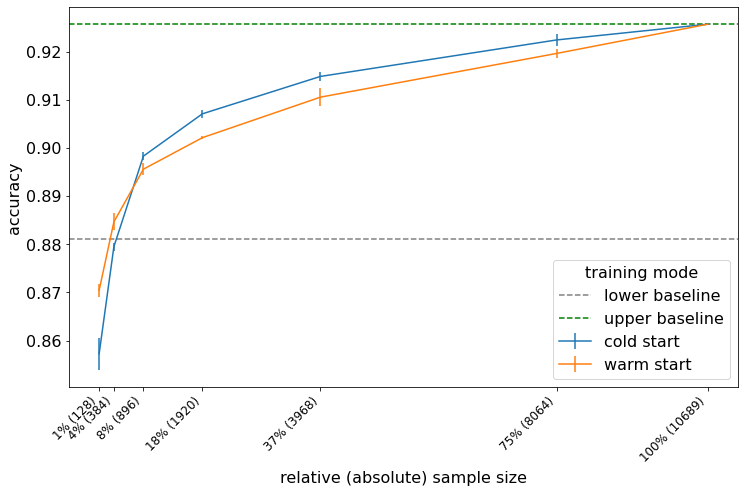 0.92
0.91
0.90
0.89
0.88
0.87
0.86
accuracy
training mode
lower baseline
upper baseline
cold start
warm start
1% (128)
4% (384)
8% (896)
18% (1920)
37% (3968)
75% (8064)
100% (10689)
relative (absolute) sample size